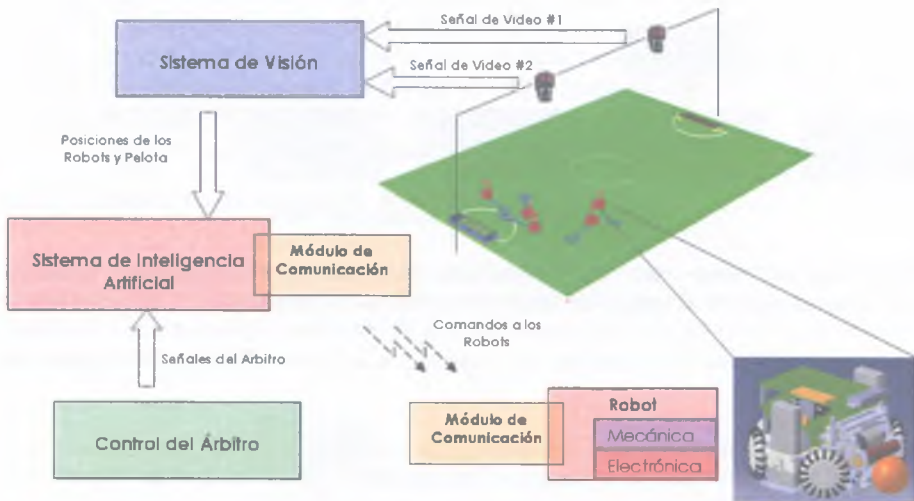 Señal de Video #1
Sistema de Visión
Señal de Video #2
Posiciones de los
Robots y Pelota
Sistema de Inteligencia
Artificial
Módulo de
Comunicación
Comandos a los
Robots
Señales del Arbitro
Control del Árbitro
Módulo de
Comunicación
Robot
Mecánica
Electrónica